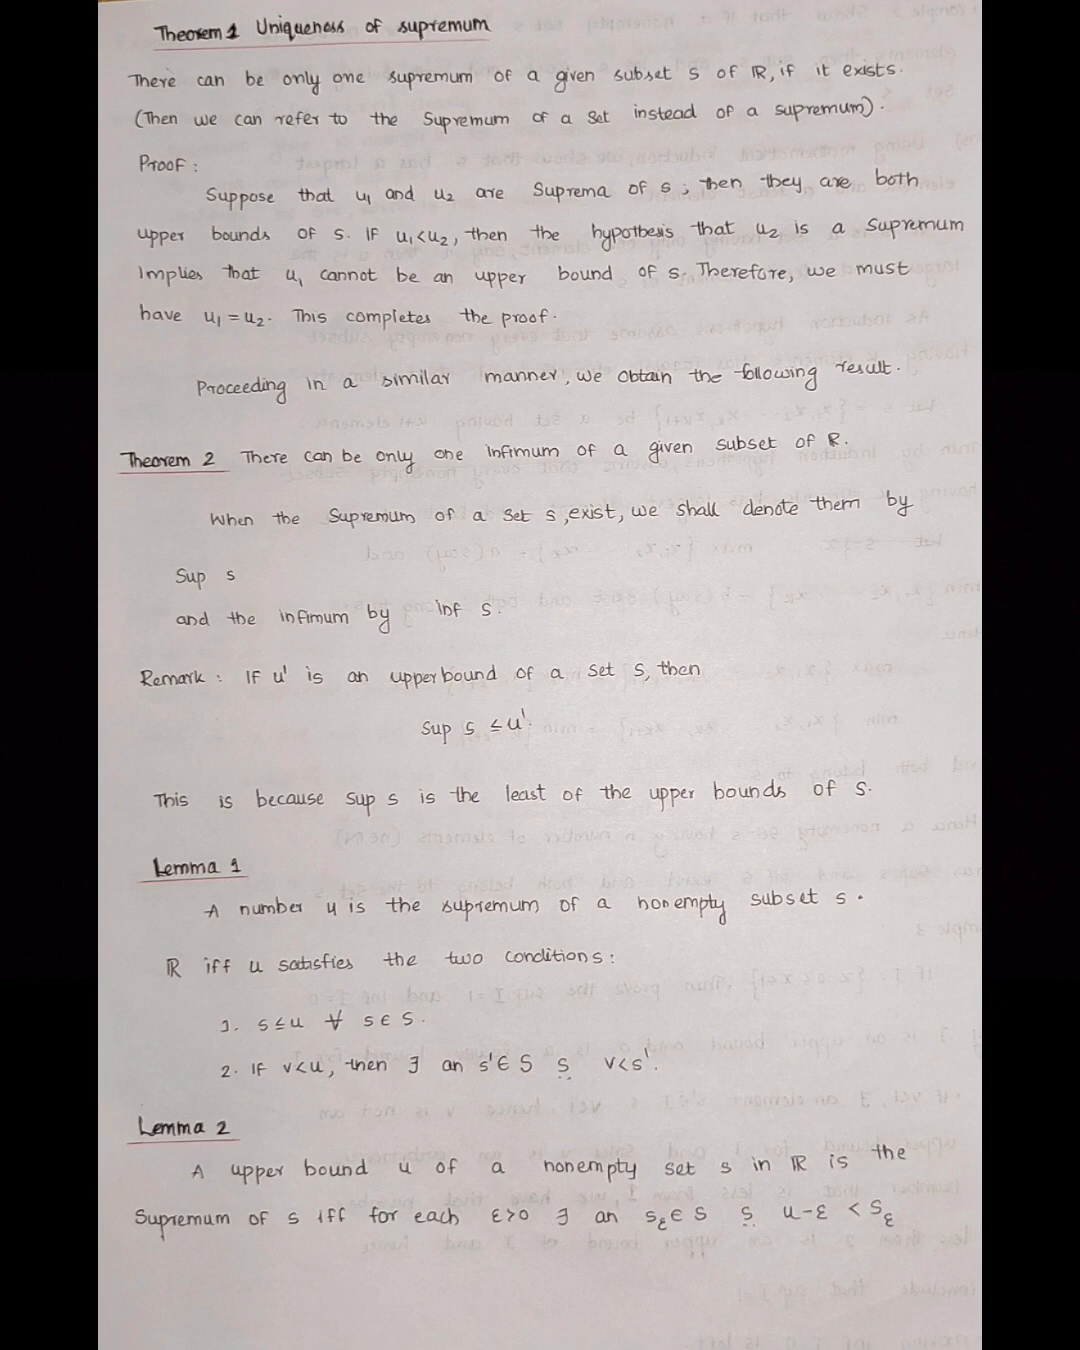 Theorem 1 Uniqueness of supremum
There can be only one supremum of a given subset S of ℝ, if it exists.
(Then we can refer to the Supremum of a Set instead of a supremum).
Proof :
Suppose that u₁ and u₂ are Suprema of S ; then they are both
upper bounds of S. If u₁<u₂, then the hypothesis that u₂ is a Supremum
Implies that u₁ cannot be an upper bound of S. Therefore, we must
have u₁ = u₂. This completes the proof.
Proceeding in a similar manner, we obtain the following result.
Theorem 2 There can be only one Infimum of a given subset of R.
When the Supremum of a Set S, exist, we shall denote them by
Sup S
and the infimum by Inf S.
Remark : If u' is an upper bound of a set S, then
Sup S ≤ u'.
This is because Sup S is the least of the upper bounds of S.
Lemma 1
A number u is the supremum of a nonempty subset S.
ℝ iff u satisfies the two conditions :
1. s≤u ∀ s∈S.
2. If v<u, then ∃ an s'∈S s v<s'.
Lemma 2
A upper bound u of a nonempty set S in ℝ is the
Supremum of S iff for each ε>0 ∃ an s_ε∈S s u-ε < s_ε